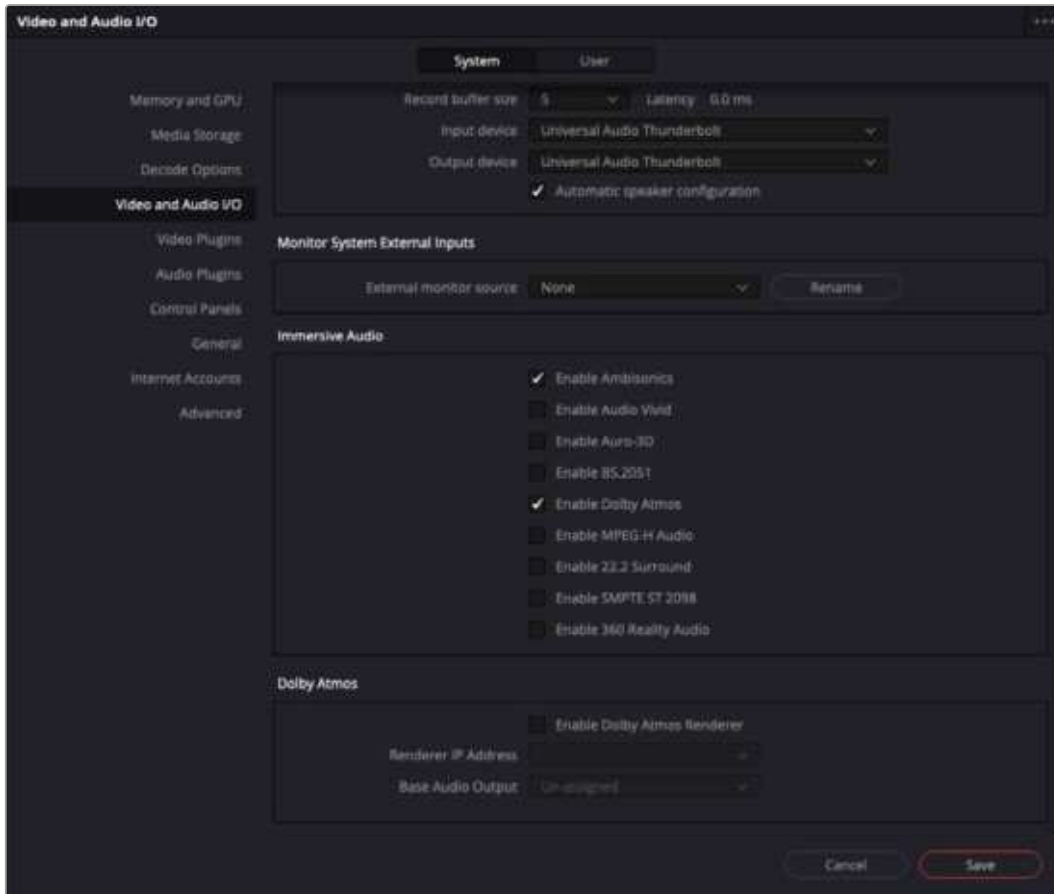 Video and Audio I/O
System User
Memory and GPU
Media Storage
Decode Options
Video and Audio I/O
Video Plugins
Audio Plugins
Control Panels
General
Internet Accounts
Advanced
Record buffer size 5 Latency 0.0 ms
Input device Universal Audio Thunderbolt
Output device Universal Audio Thunderbolt
Automatic speaker configuration
Monitor System External Inputs
External monitor source None Rename
Immersive Audio
Enable Ambisonics
Enable Audio Vivid
Enable Auro-3D
Enable BS.2051
Enable Dolby Atmos
Enable MPEG-H Audio
Enable 22.2 Surround
Enable SMPTE ST 2098
Enable 360 Reality Audio
Dolby Atmos
Enable Dolby Atmos Renderer
Renderer IP Address
Base Audio Output Un-assigned
Cancel Save